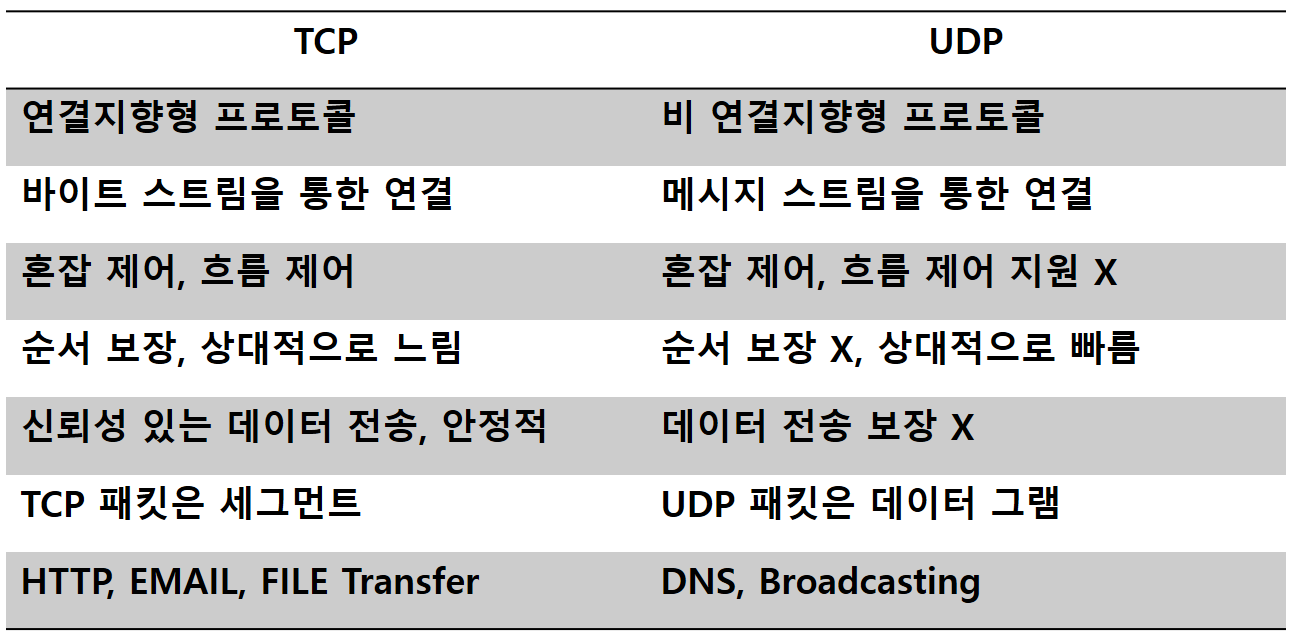 TCP UDP
연결지향형 프로토콜 비 연결지향형 프로토콜
바이트 스트림을 통한 연결 메시지 스트림을 통한 연결
혼잡 제어, 흐름 제어 혼잡 제어, 흐름 제어 지원 X
순서 보장, 상대적으로 느림 순서 보장 X, 상대적으로 빠름
신뢰성 있는 데이터 전송, 안정적 데이터 전송 보장 X
TCP 패킷은 세그먼트 UDP 패킷은 데이터 그램
HTTP, EMAIL, FILE Transfer DNS, Broadcasting